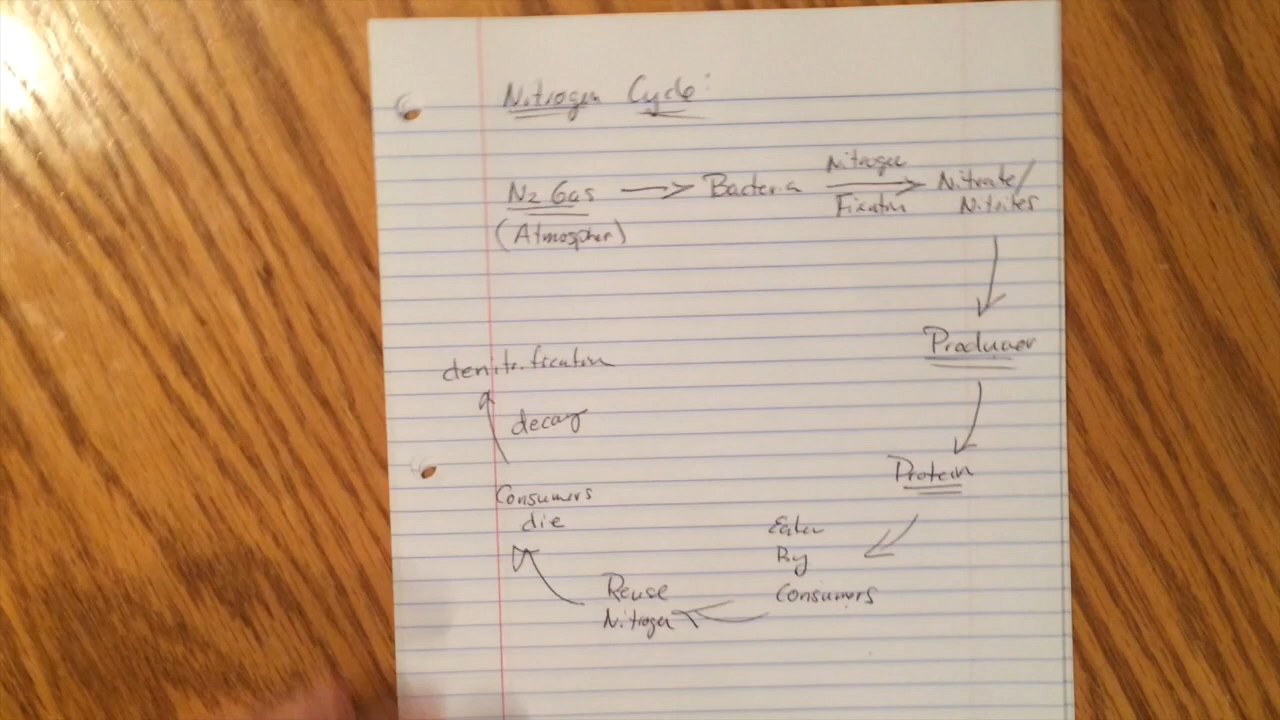 Nitrogen Cycle:
N2 Gas → Bacteria → Nitrate/
Nitrogen
Fixation
Nitrites
(Atmospher)
Producer
denitrification
decay
Protein
Consumers
die
Eaten
By
Consumers
Reuse
Nitrogen